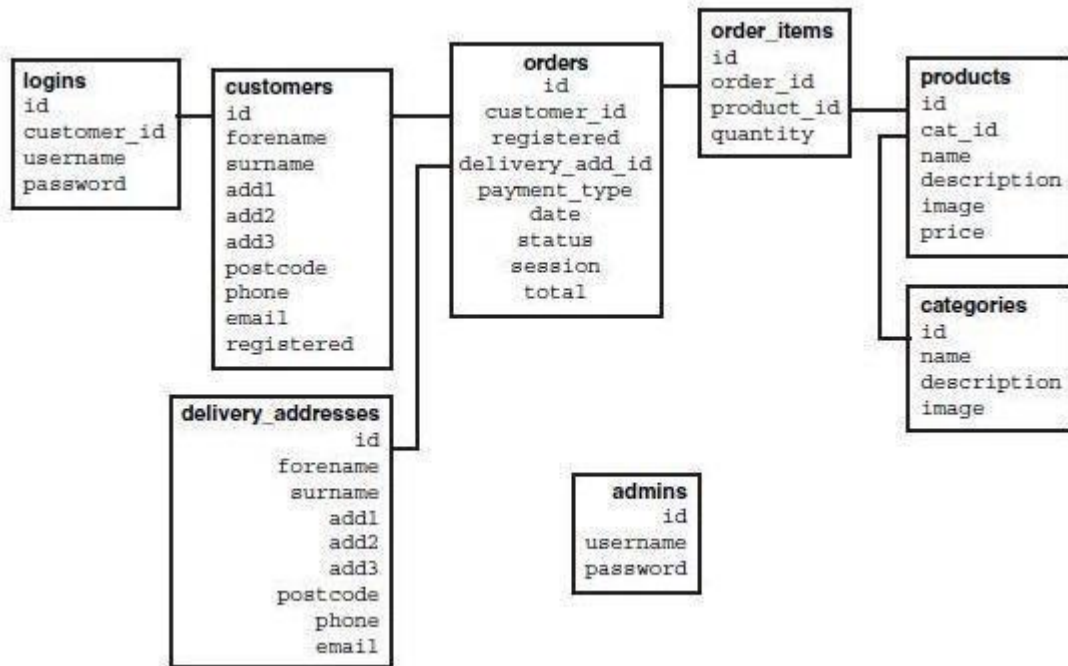 logins
id
customer_id
username
password
customers
id
forename
surname
add1
add2
add3
postcode
phone
email
registered
orders
id
customer_id
registered
delivery_add_id
payment_type
date
status
session
total
order_items
id
order_id
product_id
quantity
products
id
cat_id
name
description
image
price
categories
id
name
description
image
delivery_addresses
id
forename
surname
add1
add2
add3
postcode
phone
email
admins
id
username
password